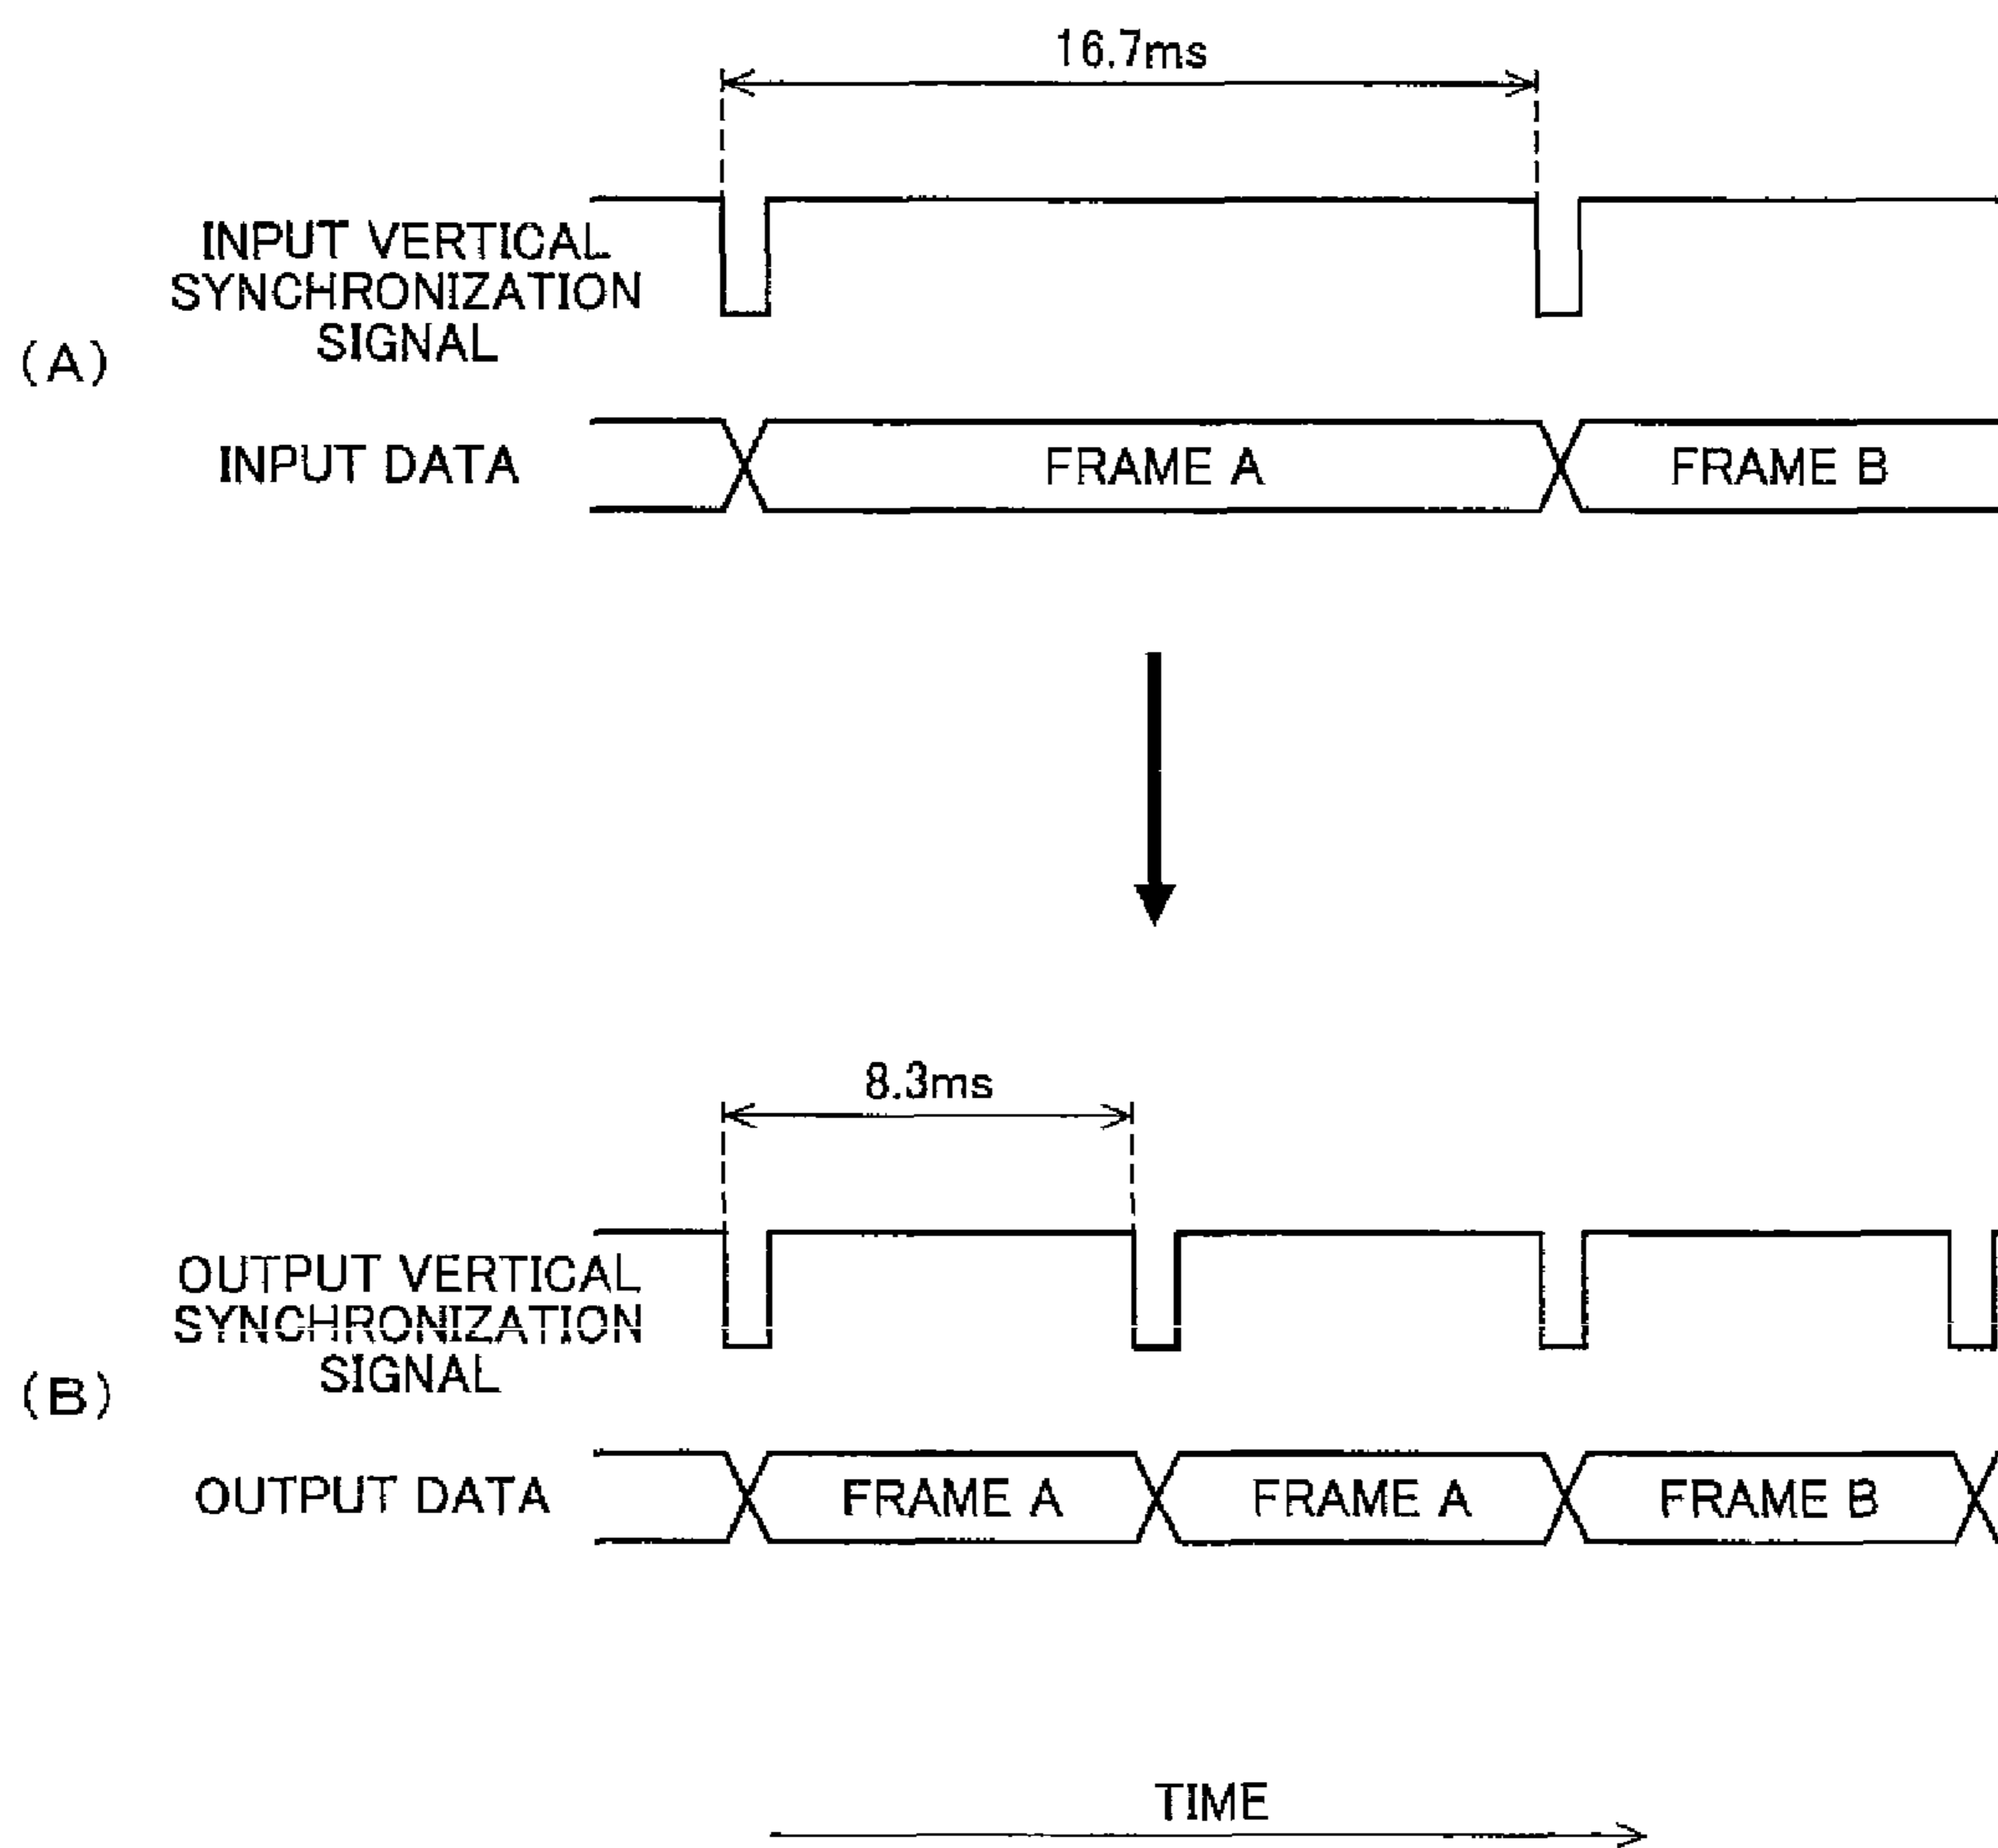 16.7ms
INPUT VERTICAL
SYNCHRONIZATION
SIGNAL
(A)
INPUT DATA
FRAME A
FRAME B
8.3ms
OUTPUT VERTICAL
SYNCHRONIZATION
SIGNAL
(B)
OUTPUT DATA
FRAME A
FRAME A
FRAME B
TIME